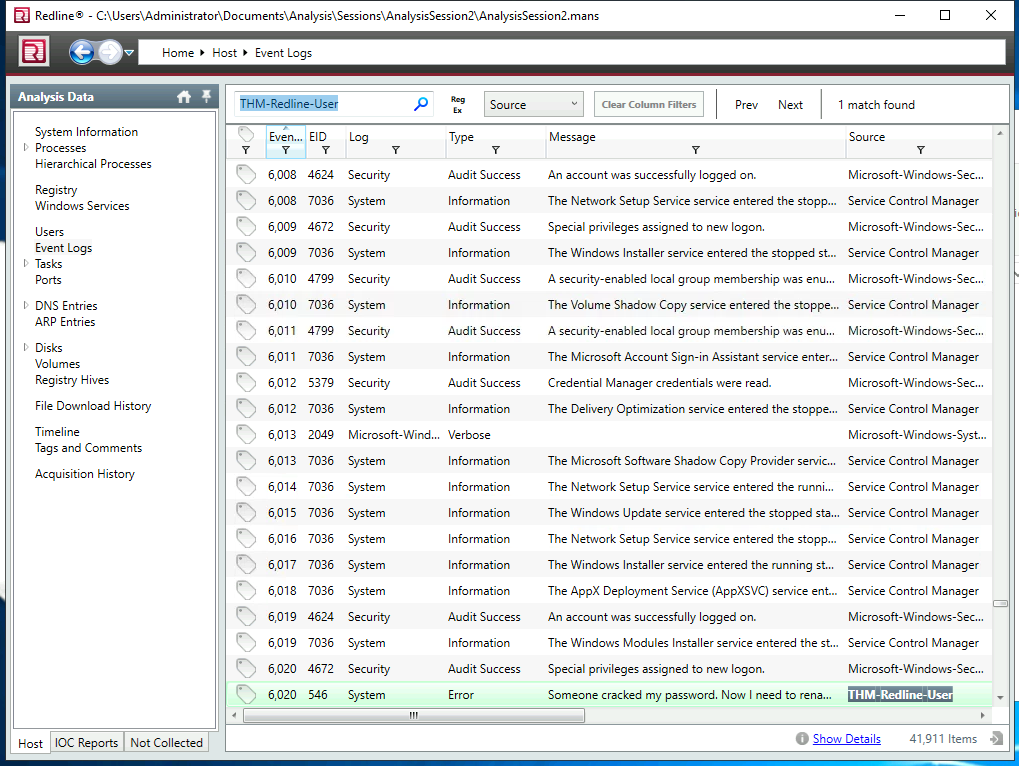 Redline® - C:\Users\Administrator\Documents\Analysis\Sessions\AnalysisSession2\AnalysisSession2.mans
Home Host Event Logs
Analysis Data
System Information
Processes
Hierarchical Processes
Registry
Windows Services
Users
Event Logs
Tasks
Ports
DNS Entries
ARP Entries
Disks
Volumes
Registry Hives
File Download History
Timeline
Tags and Comments
Acquisition History
Host IOC Reports Not Collected
THM-Redline-User Reg Ex Source Clear Column Filters Prev Next 1 match found
Even... EID Log Type Message Source
6,008 4624 Security Audit Success An account was successfully logged on. Microsoft-Windows-Sec...
6,008 7036 System Information The Network Setup Service service entered the stopp... Service Control Manager
6,009 4672 Security Audit Success Special privileges assigned to new logon. Microsoft-Windows-Sec...
6,009 7036 System Information The Windows Installer service entered the stopped st... Service Control Manager
6,010 4799 Security Audit Success A security-enabled local group membership was enu... Microsoft-Windows-Sec...
6,010 7036 System Information The Volume Shadow Copy service entered the stoppe... Service Control Manager
6,011 4799 Security Audit Success A security-enabled local group membership was enu... Microsoft-Windows-Sec...
6,011 7036 System Information The Microsoft Account Sign-in Assistant service enter... Service Control Manager
6,012 5379 Security Audit Success Credential Manager credentials were read. Microsoft-Windows-Sec...
6,012 7036 System Information The Delivery Optimization service entered the stoppe... Service Control Manager
6,013 2049 Microsoft-Wind... Verbose Microsoft-Windows-Syst...
6,013 7036 System Information The Microsoft Software Shadow Copy Provider servic... Service Control Manager
6,014 7036 System Information The Network Setup Service service entered the runni... Service Control Manager
6,015 7036 System Information The Windows Update service entered the stopped sta... Service Control Manager
6,016 7036 System Information The Network Setup Service service entered the stopp... Service Control Manager
6,017 7036 System Information The Windows Installer service entered the running st... Service Control Manager
6,018 7036 System Information The AppX Deployment Service (AppXSVC) service ent... Service Control Manager
6,019 4624 Security Audit Success An account was successfully logged on. Microsoft-Windows-Sec...
6,019 7036 System Information The Windows Modules Installer service entered the st... Service Control Manager
6,020 4672 Security Audit Success Special privileges assigned to new logon. Microsoft-Windows-Sec...
6,020 546 System Error Someone cracked my password. Now I need to rena... THM-Redline-User
Show Details 41,911 Items